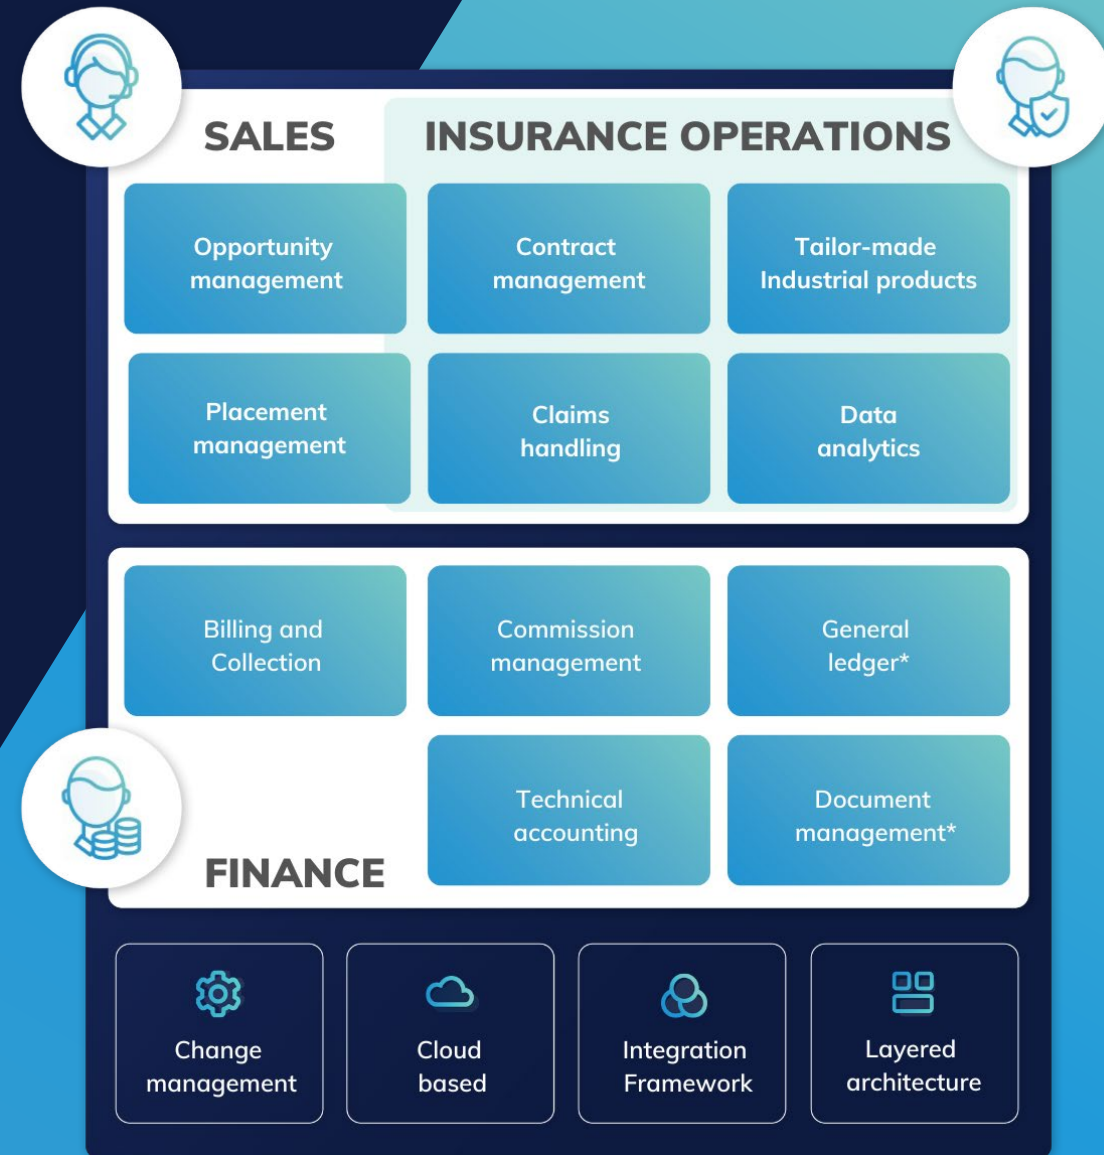 SALES
INSURANCE OPERATIONS
Opportunity
management
Contract
management
Tailor-made
Industrial products
Placement
management
Claims
handling
Data
analytics
Billing and
Collection
Commission
management
General
ledger*
Technical
accounting
Document
management*
FINANCE
Change
management
Cloud
based
Integration
Framework
Layered
architecture